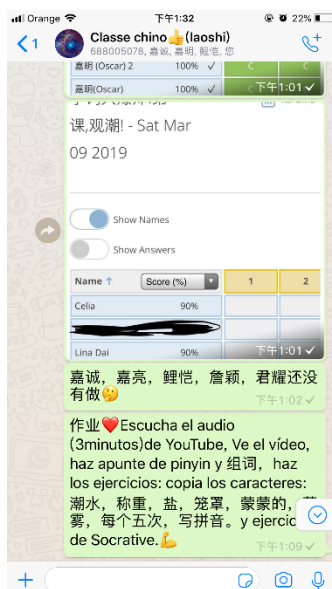 Orange 下午1:32 22%
1 Classe chino👍(laoshi)
688005078, 嘉诚, 嘉明, 鲤恺, 您
嘉明 (Oscar) 2 100% ✓ C C
嘉明(Oscar) 100% ✓ C
下午1:01 ✓
课,观潮! - Sat Mar
09 2019
Show Names
Show Answers
Name ↑ Score (%) 1 2
Celia 90%
Lina Dai 90%
下午1:01 ✓
嘉诚，嘉亮，鲤恺，詹颖，君耀还没
有做🤔
下午1:02 ✓
作业❤️Escucha el audio
(3minutos)de YouTube, Ve el vídeo,
haz apunte de pinyin y 组词，haz
los ejercicios: copia los caracteres:
潮水，称重，盐，笼罩，蒙蒙的，
雾，每个五次，写拼音。y ejercic
de Socrative.💪
下午1:09 ✓